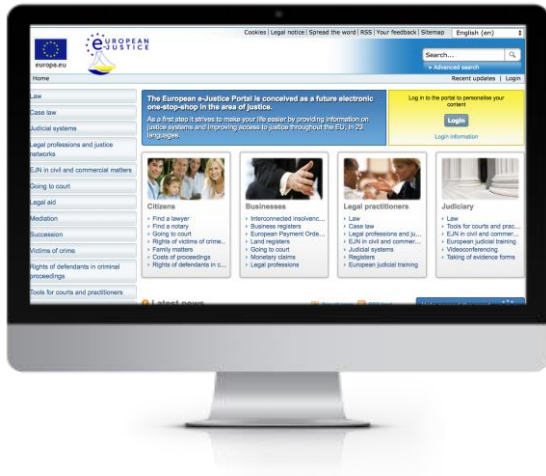 Cookies | Legal notice | Spread the word | RSS | Your feedback | Sitemap English (en)
EUROPEAN
E-JUSTICE
europa.eu
Search...
» Advanced search
Home
Recent updates | Login
Law
Case law
Judicial systems
Legal professions and justice
networks
EJN in civil and commercial matters
Going to court
Legal aid
Mediation
Succession
Victims of crime
Rights of defendants in criminal
proceedings
Tools for courts and practitioners
The European e-Justice Portal is conceived as a future electronic
one-stop-shop in the area of justice.
As a first step it strives to make your life easier by providing information on
justice systems and improving access to justice throughout the EU, in 23
languages.
Log in to the portal to personalise your
content
Login
Login information
Citizens
Find a lawyer
Find a notary
Going to court
Rights of victims of crime...
Family matters
Costs of proceedings
Rights of defendants in c...
Businesses
Interconnected insolvenc...
Business registers
European Payment Orde...
Land registers
Going to court
Monetary claims
Legal professions
Legal practitioners
Law
Case law
Legal professions and ju...
EJN in civil and commer...
Judicial systems
Registers
European judicial training
Judiciary
Law
Tools for courts and prac...
EJN in civil and commer...
European judicial training
Videoconferencing
Taking of evidence forms
Latest news